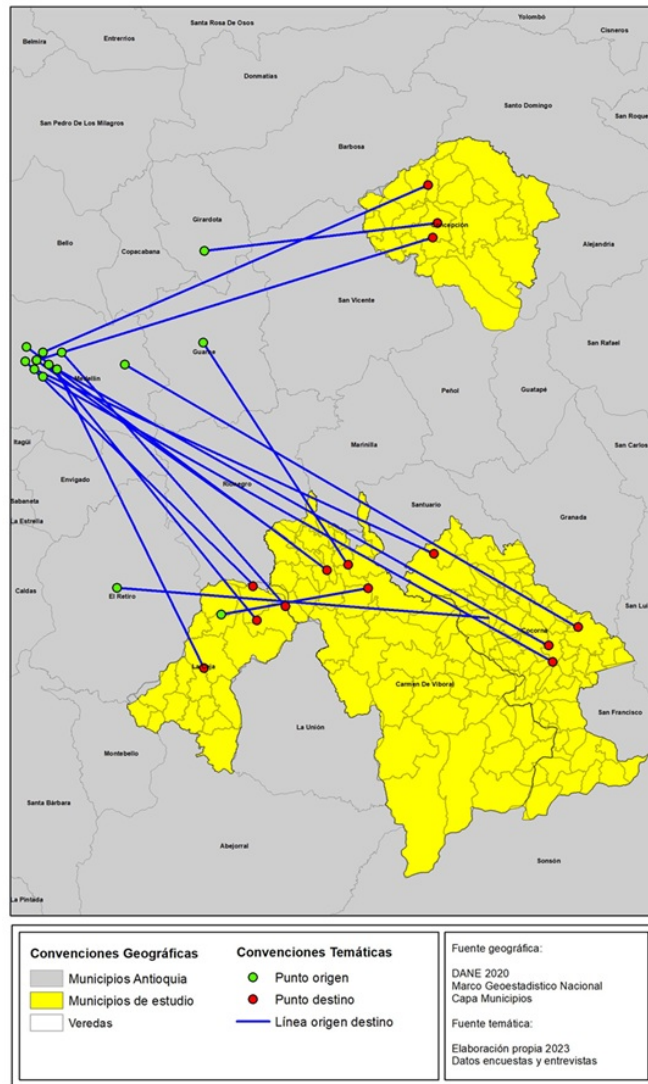 Santa Rosa De Osos
Yolombó
Belmira
Entrerrios
Cisneros
Donmatías
Santo Domingo
San Roque
San Pedro De Los Milagros
Barbosa
Girardota
Concepción
Bello
Copacabana
Alejandría
San Vicente
San Rafael
Guarne
Medellín
Peñol
Guatapé
Itagüí
Marinilla
San Carlos
Envigado
Rionegro
Sabaneta
Santuario
La Estrella
Granada
Caldas
El Retiro
San Lui
Cocorná
La Ceja
Carmen De Viboral
San Francisco
La Unión
Montebello
Santa Bárbara
Abejorral
Sonsón
La Pintada
Convenciones Geográficas
Municipios Antioquia
Municipios de estudio
Veredas
Convenciones Temáticas
Punto origen
Punto destino
Línea origen destino
Fuente geográfica:
DANE 2020
Marco Geoestadistico Nacional
Capa Municipios
Fuente temática:
Elaboración propia 2023
Datos encuestas y entrevistas